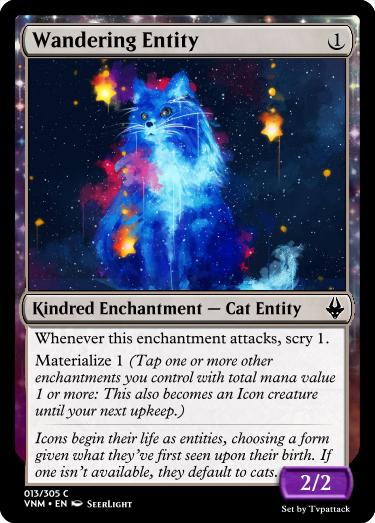 Wandering Entity 1
Kindred Enchantment — Cat Entity
Whenever this enchantment attacks, scry 1.
Materialize 1 (Tap one or more other
enchantments you control with total mana value
1 or more: This also becomes an Icon creature
until your next upkeep.)
Icons begin their life as entities, choosing a form
given what they've first seen upon their birth. If
one isn't available, they default to cats.
2/2
013/305 C
VNM • EN SeerLight
Set by Tvpattack